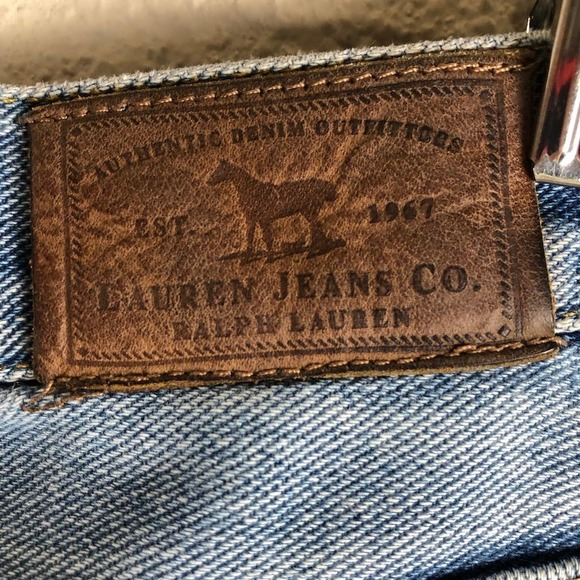 AUTHENTIC DENIM OUTFITTERS
EST. 1967
LAUREN JEANS CO.
RALPH LAUREN